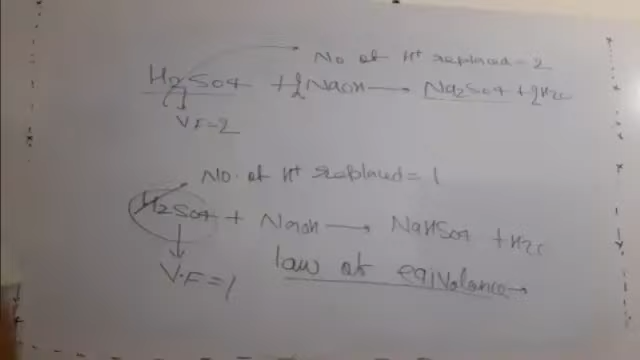 No of H+ replaced = 2
H2SO4 + 2NaOH → Na2SO4 + 2H2O
V.F=2
No. of H+ replaced = 1
H2SO4 + NaOH → NaHSO4 + H2O
V.F=1
law of eqivalance →